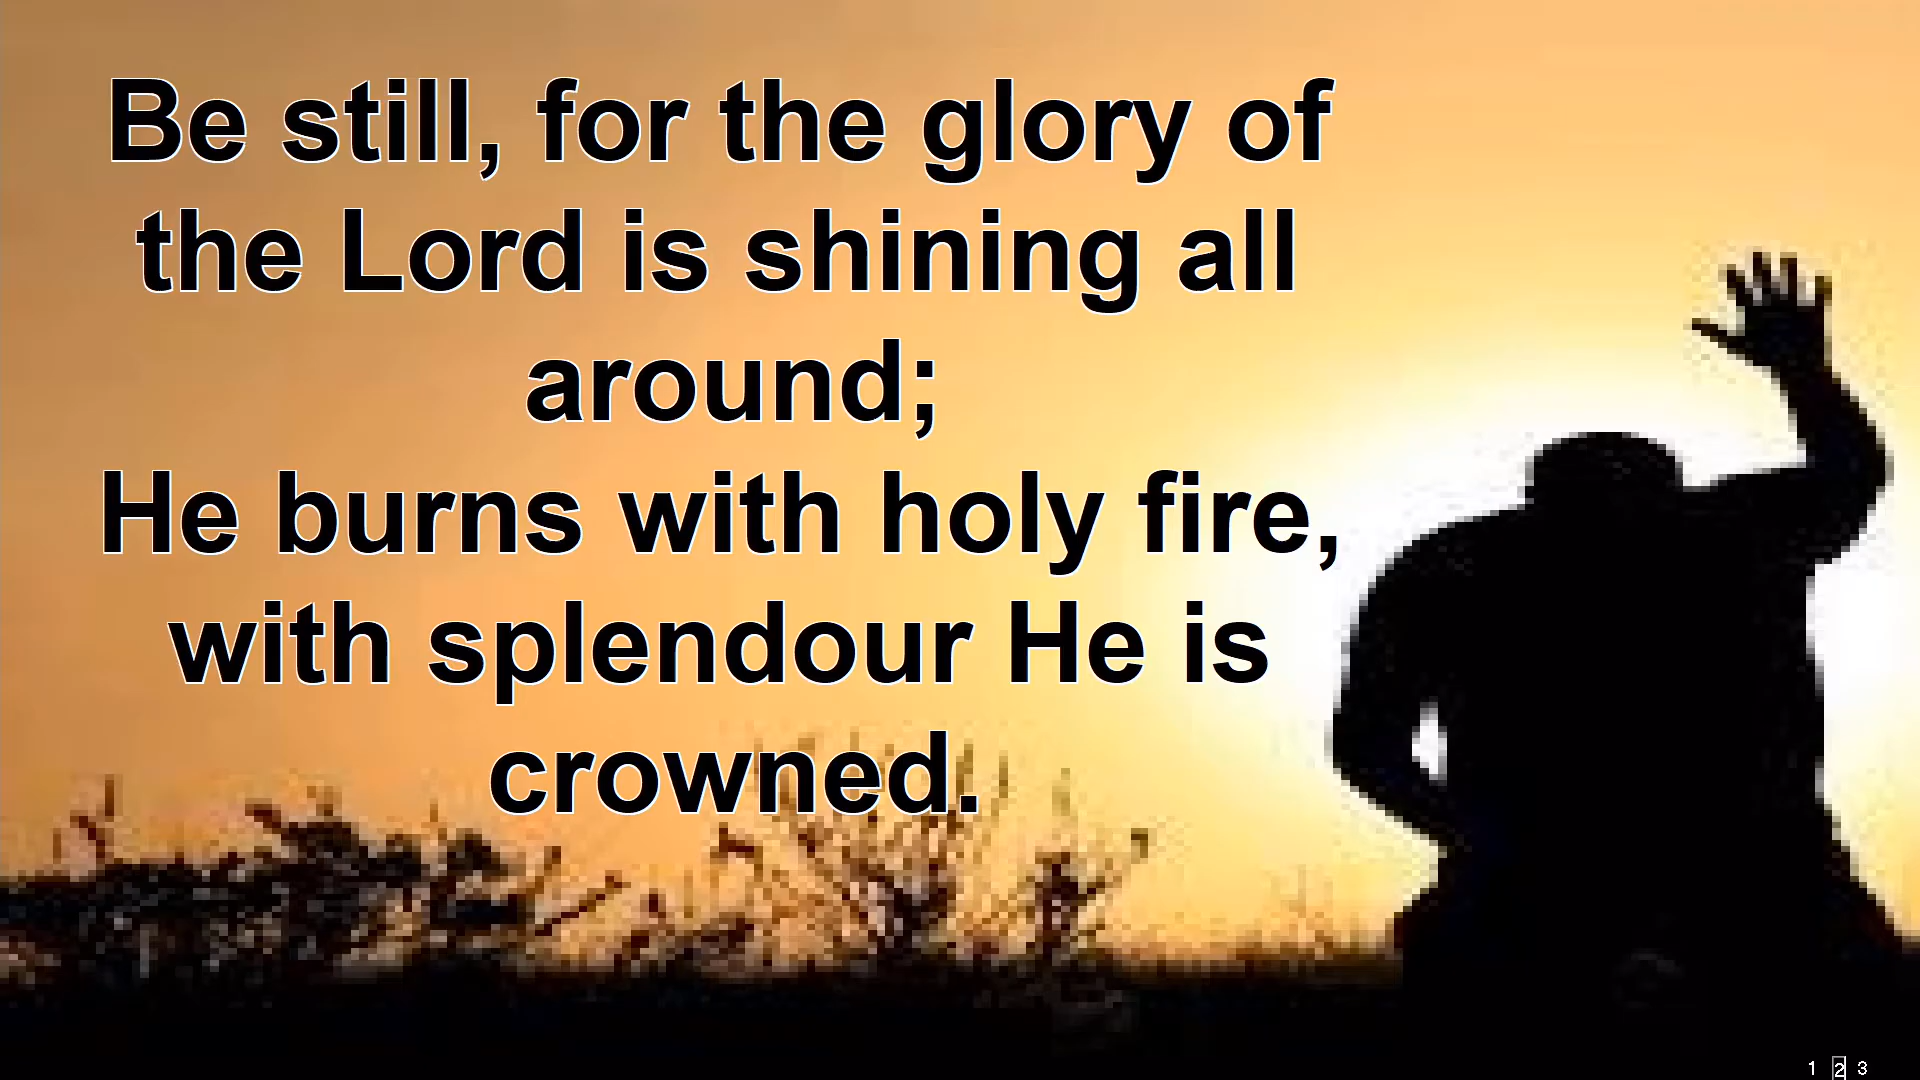 Be still, for the glory of
the Lord is shining all
around;
He burns with holy fire,
with splendour He is
crowned.
1 2 3